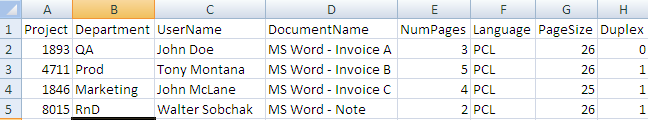 A B C D E F G H
1 Project Department UserName DocumentName NumPages Language PageSize Duplex
2 1893 QA John Doe MS Word - Invoice A 3 PCL 26 0
3 4711 Prod Tony Montana MS Word - Invoice B 5 PCL 26 1
4 1846 Marketing John McLane MS Word - Invoice C 4 PCL 25 1
5 8015 RnD Walter Sobchak MS Word - Note 2 PCL 26 1